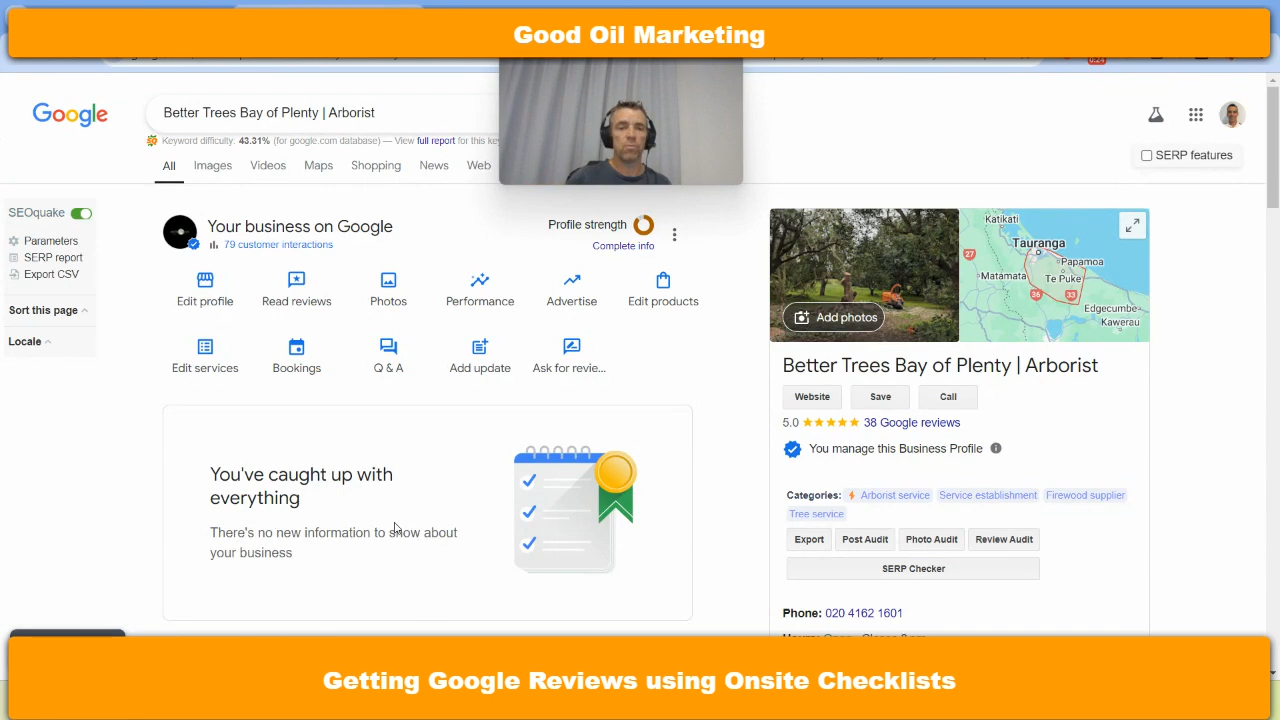 Good Oil Marketing
0:24
Google
Better Trees Bay of Plenty | Arborist
Keyword difficulty: 43.31% (for google.com database) — View full report for this key
All Images Videos Maps Shopping News Web
SERP features
SEOquake
Parameters
SERP report
Export CSV
Sort this page
Locale
Your business on Google
79 customer interactions
Profile strength
Complete info
Edit profile Read reviews Photos Performance Advertise Edit products
Edit services Bookings Q & A Add update Ask for revie...
You've caught up with
everything
There's no new information to show about
your business
Add photos
Katikati
Tauranga
27
Papamoa
Matamata
Te Puke
36 33
Edgecumbe-
Kawerau
Better Trees Bay of Plenty | Arborist
Website Save Call
5.0 38 Google reviews
You manage this Business Profile
Categories: Arborist service Service establishment Firewood supplier
Tree service
Export Post Audit Photo Audit Review Audit
SERP Checker
Phone: 020 4162 1601
Getting Google Reviews using Onsite Checklists